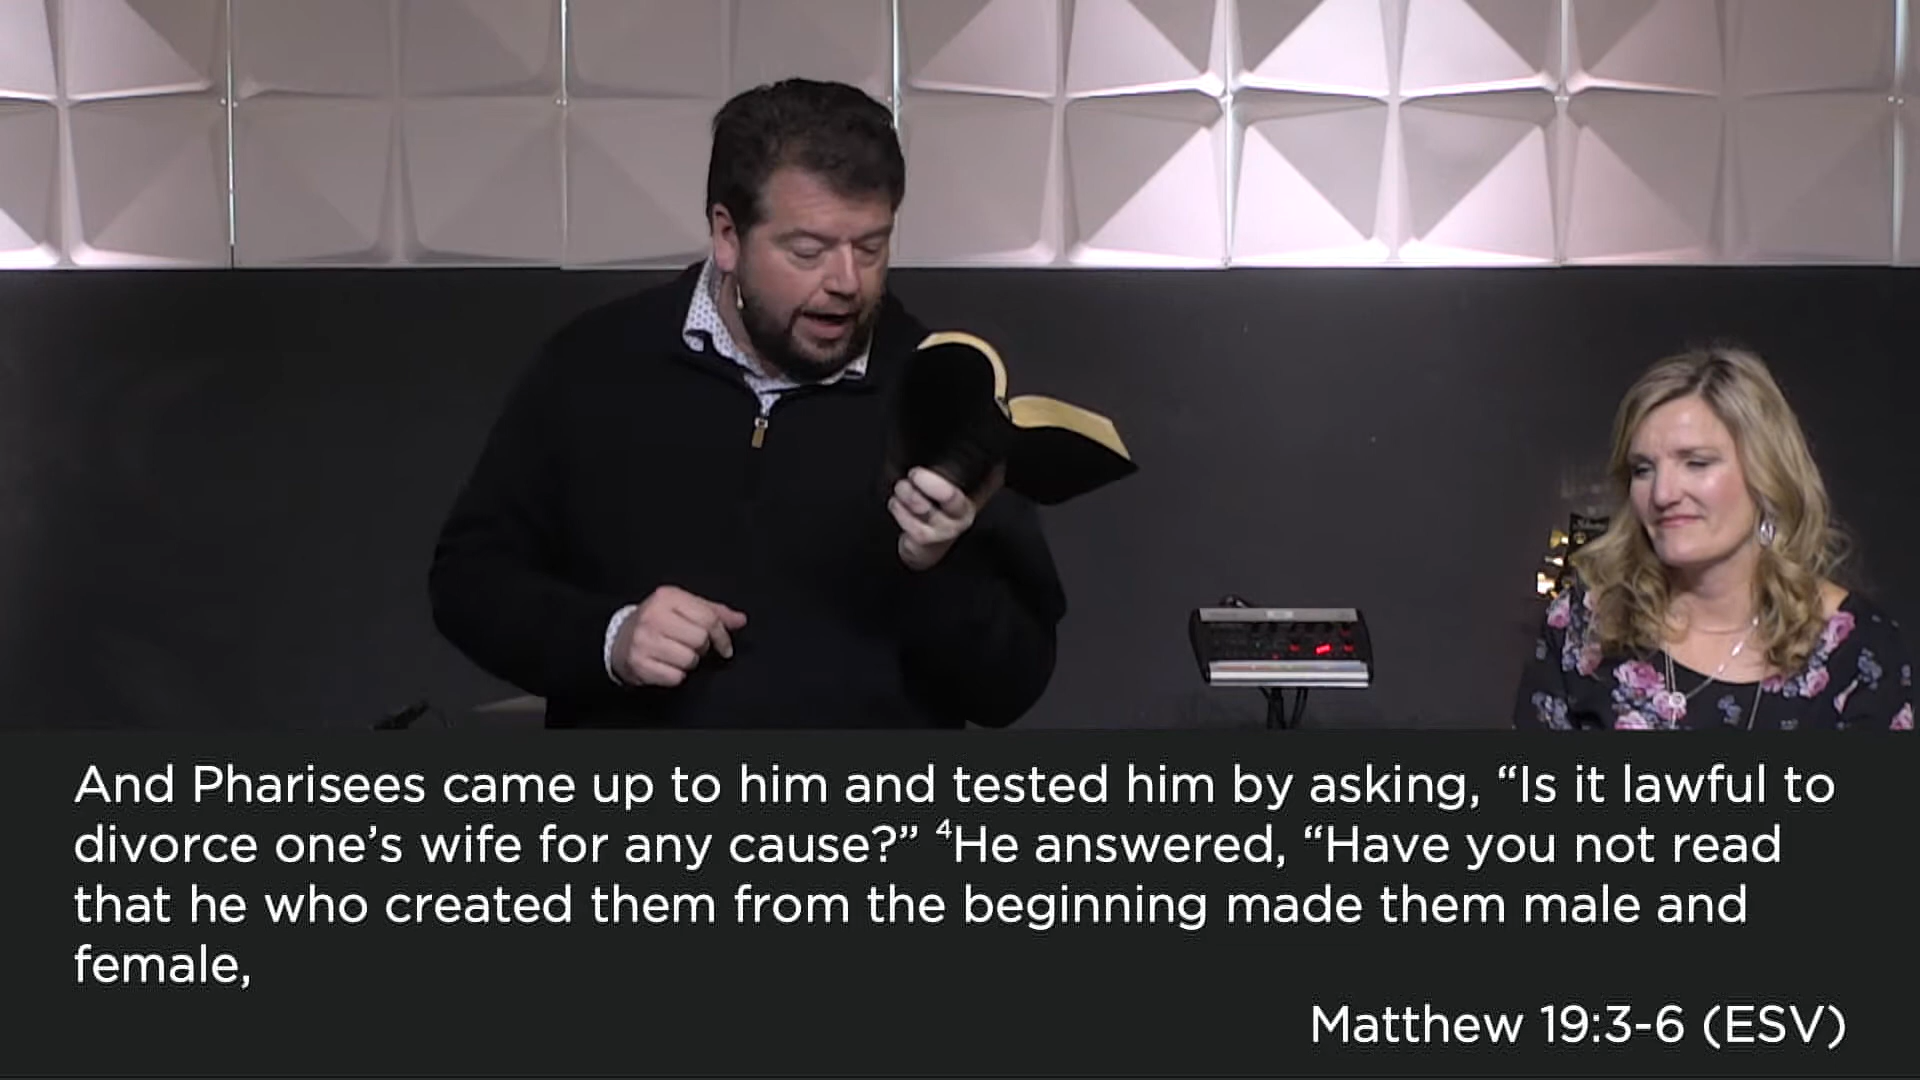 And Pharisees came up to him and tested him by asking, “Is it lawful to
divorce one’s wife for any cause?” ⁴He answered, “Have you not read
that he who created them from the beginning made them male and
female,
Matthew 19:3-6 (ESV)